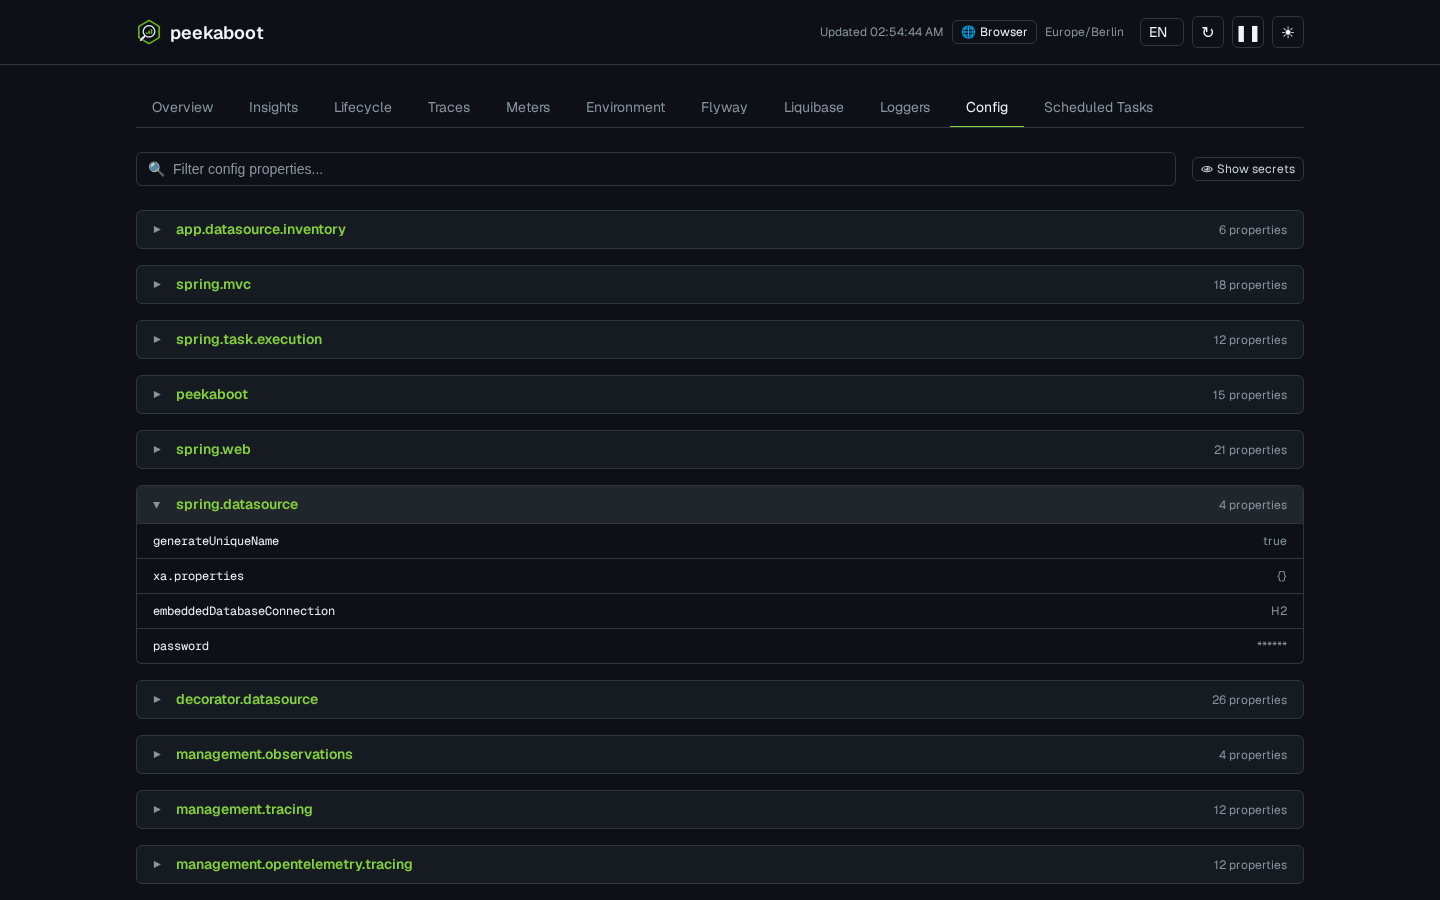 peekaboot
Updated 02:54:44 AM
Browser
Europe/Berlin
EN
Overview
Insights
Lifecycle
Traces
Meters
Environment
Flyway
Liquibase
Loggers
Config
Scheduled Tasks
Filter config properties...
Show secrets
app.datasource.inventory
6 properties
spring.mvc
18 properties
spring.task.execution
12 properties
peekaboot
15 properties
spring.web
21 properties
spring.datasource
4 properties
generateUniqueName
true
xa.properties
{}
embeddedDatabaseConnection
H2
password
******
decorator.datasource
26 properties
management.observations
4 properties
management.tracing
12 properties
management.opentelemetry.tracing
12 properties